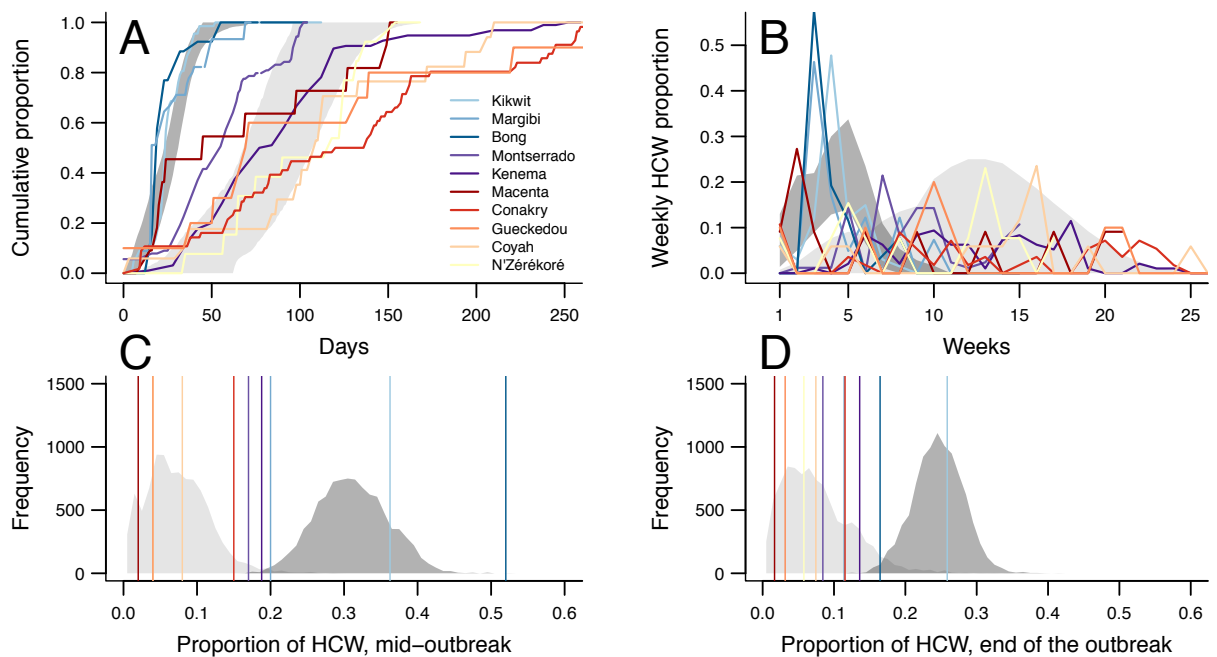 A
Cumulative proportion
1.0
0.8
0.6
0.4
0.2
0.0
0
50
100
150
200
250
Days
Kikwit
Margibi
Bong
Montserrado
Kenema
Macenta
Conakry
Gueckedou
Coyah
N'Zérékoré
B
Weekly HCW proportion
0.5
0.4
0.3
0.2
0.1
0.0
1
5
10
15
20
25
Weeks
C
Frequency
1500
1000
500
0
0.0
0.1
0.2
0.3
0.4
0.5
0.6
Proportion of HCW, mid−outbreak
D
Frequency
1500
1000
500
0
0.0
0.1
0.2
0.3
0.4
0.5
0.6
Proportion of HCW, end of the outbreak